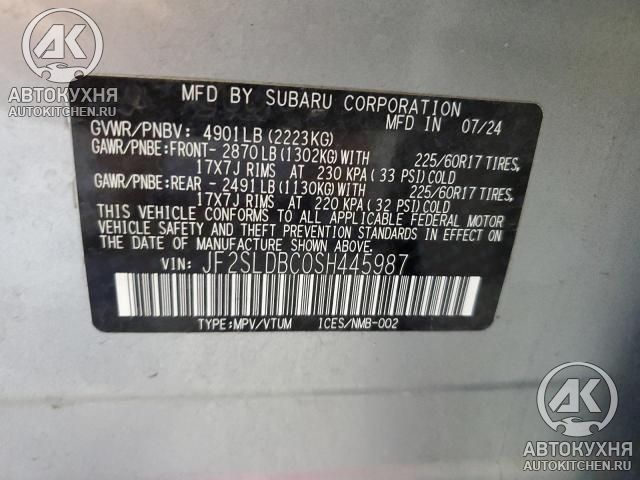 АК
АВТОКУХНЯ
AUTOKITCHEN.RU
MFD BY SUBARU CORPORATION
MFD IN 07/24
GVWR/PNBV: 4901LB (2223KG)
GAWR/PNBE:FRONT- 2870LB (1302KG)WITH 225/60R17 TIRES,
17X7J RIMS AT 230 KPA ( 33 PSI)COLD
GAWR/PNBE:REAR - 2491LB (1130KG)WITH 225/60R17 TIRES,
17X7J RIMS AT 220 KPA ( 32 PSI)COLD
THIS VEHICLE CONFORMS TO ALL APPLICABLE FEDERAL MOTOR
VEHICLE SAFETY AND THEFT PREVENTION STANDARDS IN
EFFECT ON THE DATE OF MANUFACTURE SHOWN ABOVE.
VIN: JF2SLDBC0SH445987
TYPE:MPV/VTUM ICES/NMB-002
АК
АВТОКУХНЯ
AUTOKITCHEN.RU